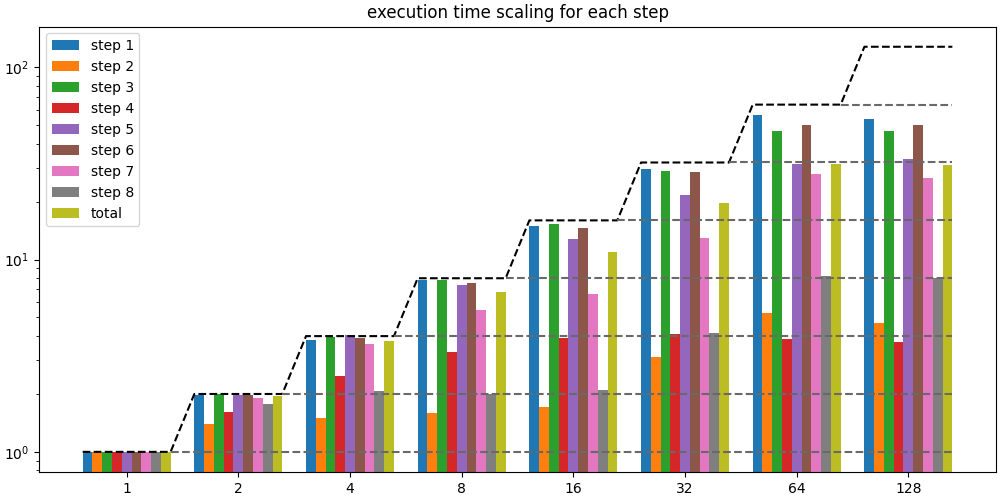 execution time scaling for each step
step 1
step 2
step 3
step 4
step 5
step 6
step 7
step 8
total
10²
10¹
10⁰
1 2 4 8 16 32 64 128